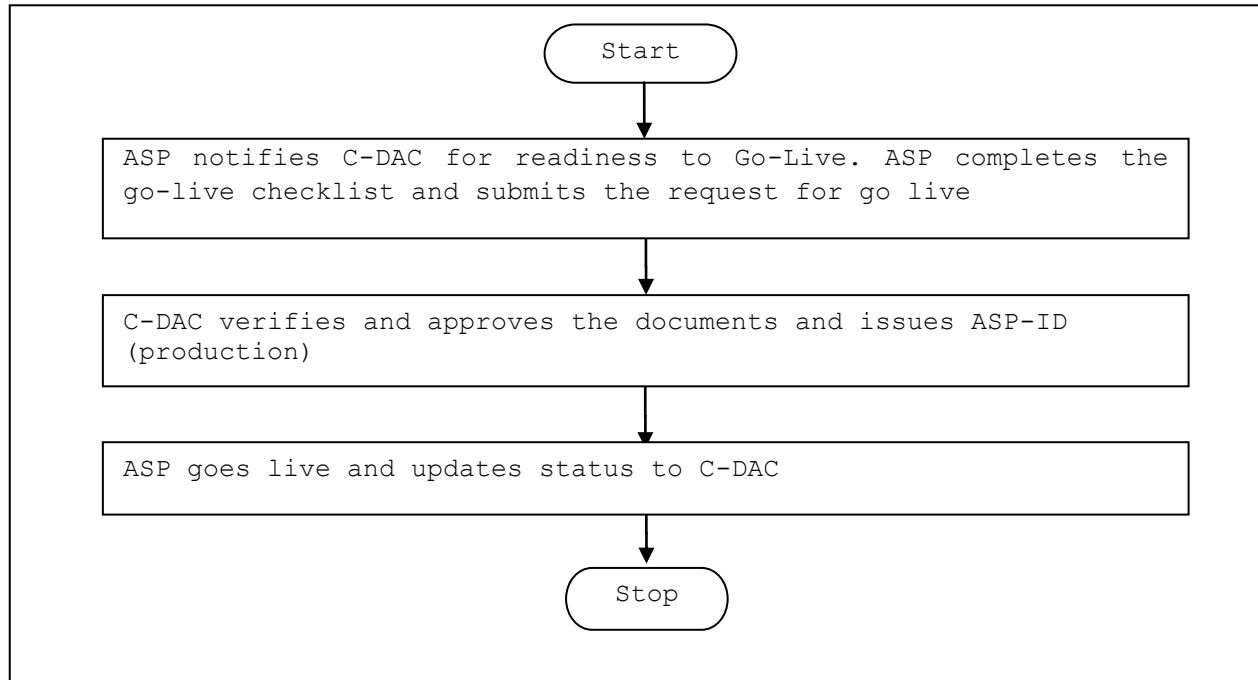 Start
ASP notifies C-DAC for readiness to Go-Live. ASP completes the
go-live checklist and submits the request for go live
C-DAC verifies and approves the documents and issues ASP-ID
(production)
ASP goes live and updates status to C-DAC
Stop